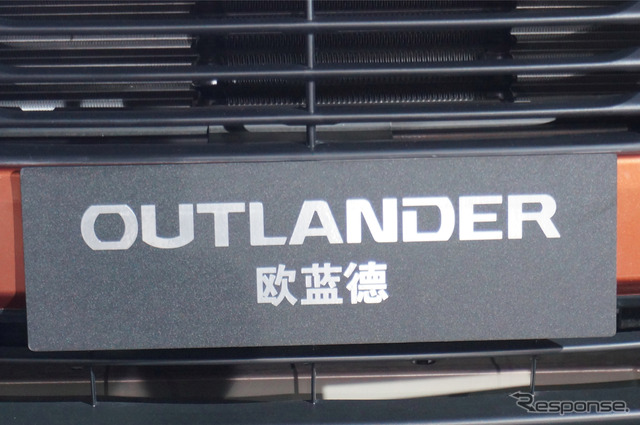 OUTLANDER
欧蓝德
Response.